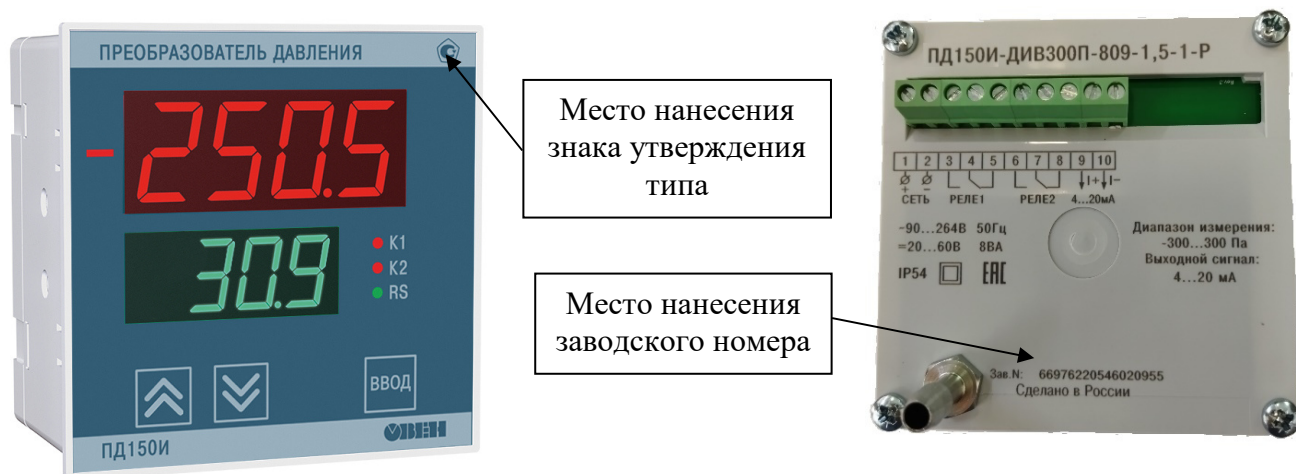 ПРЕОБРАЗОВАТЕЛЬ ДАВЛЕНИЯ
-250.5
30.9
К1
К2
RS
ВВОД
ОВЕН
ПД150И
Место нанесения
знака утверждения
типа
Место нанесения
заводского номера
ПД150И-ДИВ300П-809-1,5-1-Р
1 2 3 4 5 6 7 8 9 10
+ − I+ I−
СЕТЬ РЕЛЕ1 РЕЛЕ2 4...20мА
~90...264В 50Гц
=20...60В 8ВА
IP54 EAC
Диапазон измерения:
-300...300 Па
Выходной сигнал:
4...20 мА
Зав.N: 66976220546020955
Сделано в России